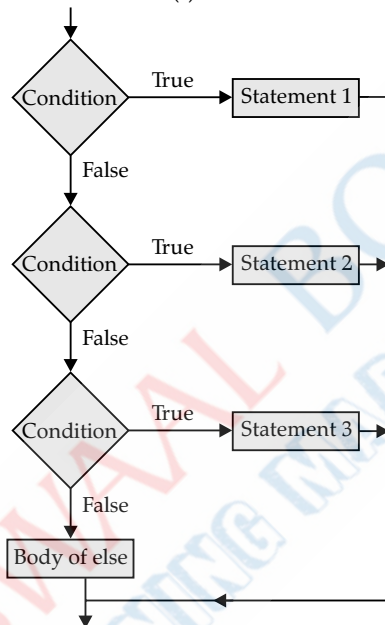 True
Condition
Statement 1
False
True
Condition
Statement 2
False
True
Condition
Statement 3
False
Body of else